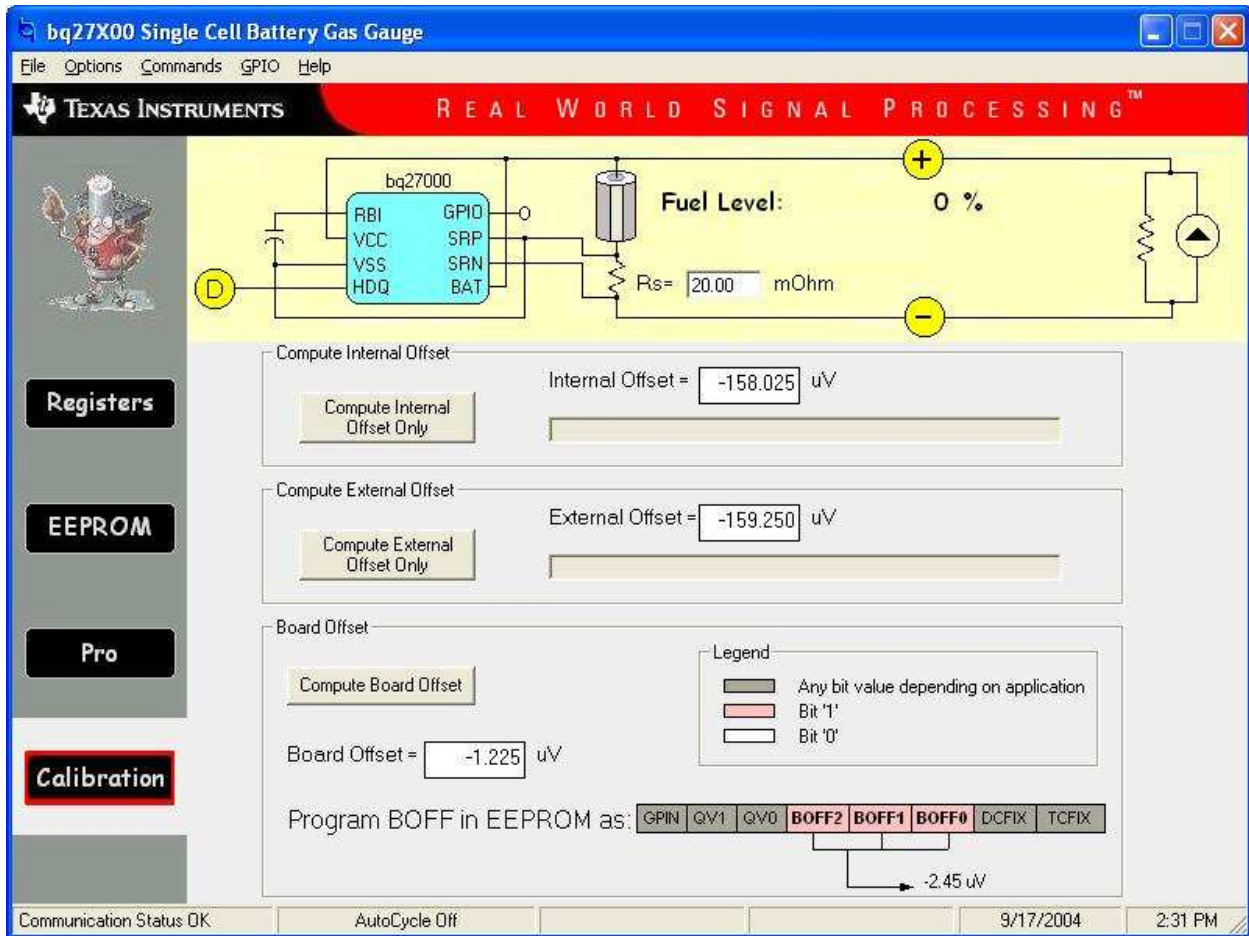 bq27X00 Single Cell Battery Gas Gauge
File Options Commands GPIO Help
TEXAS INSTRUMENTS
REAL WORLD SIGNAL PROCESSING™
bq27000
RBI GPIO
VCC SRP
VSS SRN
HDQ BAT
D
Fuel Level: 0 %
Rs= 20.00 mOhm
+
-
Registers
EEPROM
Pro
Calibration
Compute Internal Offset
Compute Internal
Offset Only
Internal Offset = -158.025 uV
Compute External Offset
Compute External
Offset Only
External Offset = -159.250 uV
Board Offset
Compute Board Offset
Legend
Any bit value depending on application
Bit '1'
Bit '0'
Board Offset = -1.225 uV
Program BOFF in EEPROM as: GPIN QV1 QV0 BOFF2 BOFF1 BOFF0 DCFIX TCFIX
-2.45 uV
Communication Status OK AutoCycle Off 9/17/2004 2:31 PM